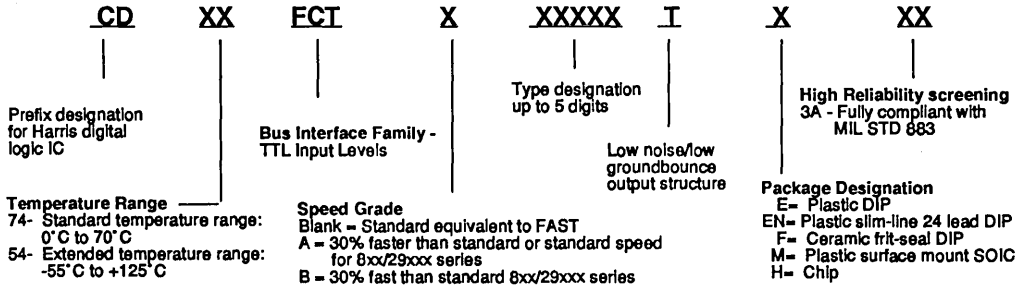 CD XX FCT X XXXXX T X XX
Prefix designation
for Harris digital
logic IC
Temperature Range
74- Standard temperature range:
0°C to 70°C
54- Extended temperature range:
-55°C to +125°C
Bus Interface Family -
TTL Input Levels
Speed Grade
Blank = Standard equivalent to FAST
A = 30% faster than standard or standard speed
for 8xx/29xxx series
B = 30% fast than standard 8xx/29xxx series
Type designation
up to 5 digits
Low noise/low
groundbounce
output structure
Package Designation
E= Plastic DIP
EN= Plastic slim-line 24 lead DIP
F= Ceramic frit-seal DIP
M= Plastic surface mount SOIC
H= Chip
High Reliability screening
3A - Fully compliant with
MIL STD 883